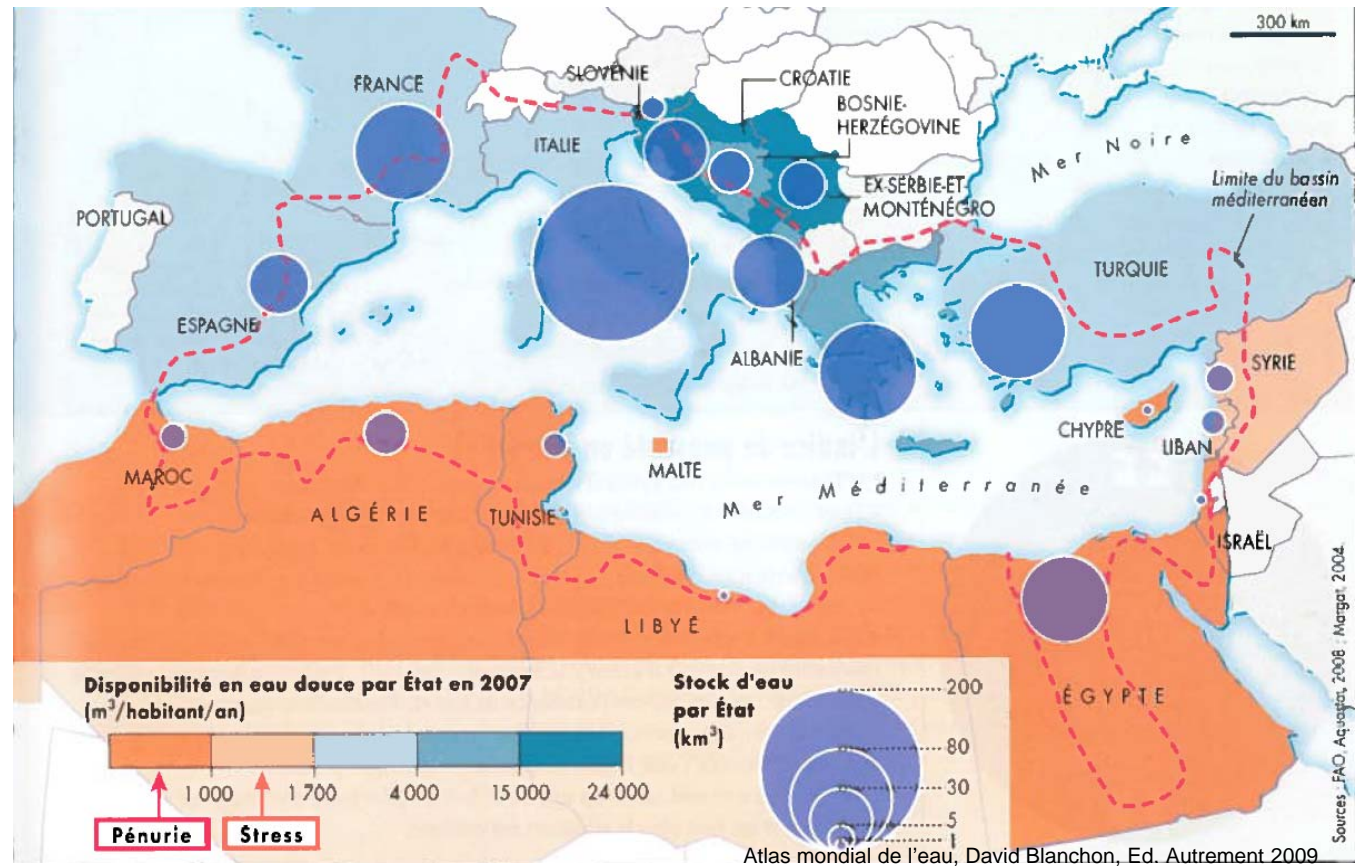 300 km
SLOVÉNIE
CROATIE
FRANCE
BOSNIE-
HERZÉGOVINE
ITALIE
Mer Noire
EX-SERBIE-ET-
MONTÉNÉGRO
Limite du bassin
méditerranéen
PORTUGAL
TURQUIE
ESPAGNE
ALBANIE
SYRIE
CHYPRE
LIBAN
MALTE
MAROC
Mer Méditerranée
ALGÉRIE
TUNISIE
ISRAËL
LIBYÉ
ÉGYPTE
Disponibilité en eau douce par État en 2007
(m³/habitant/an)
1 000
1 700
4 000
15 000
24 000
Pénurie
Stress
Stock d'eau
par État
(km³)
200
80
30
5
1
Sources : FAO, Aquastat, 2008 ; Margat, 2004.
Atlas mondial de l'eau, David Blanchon, Ed. Autrement 2009